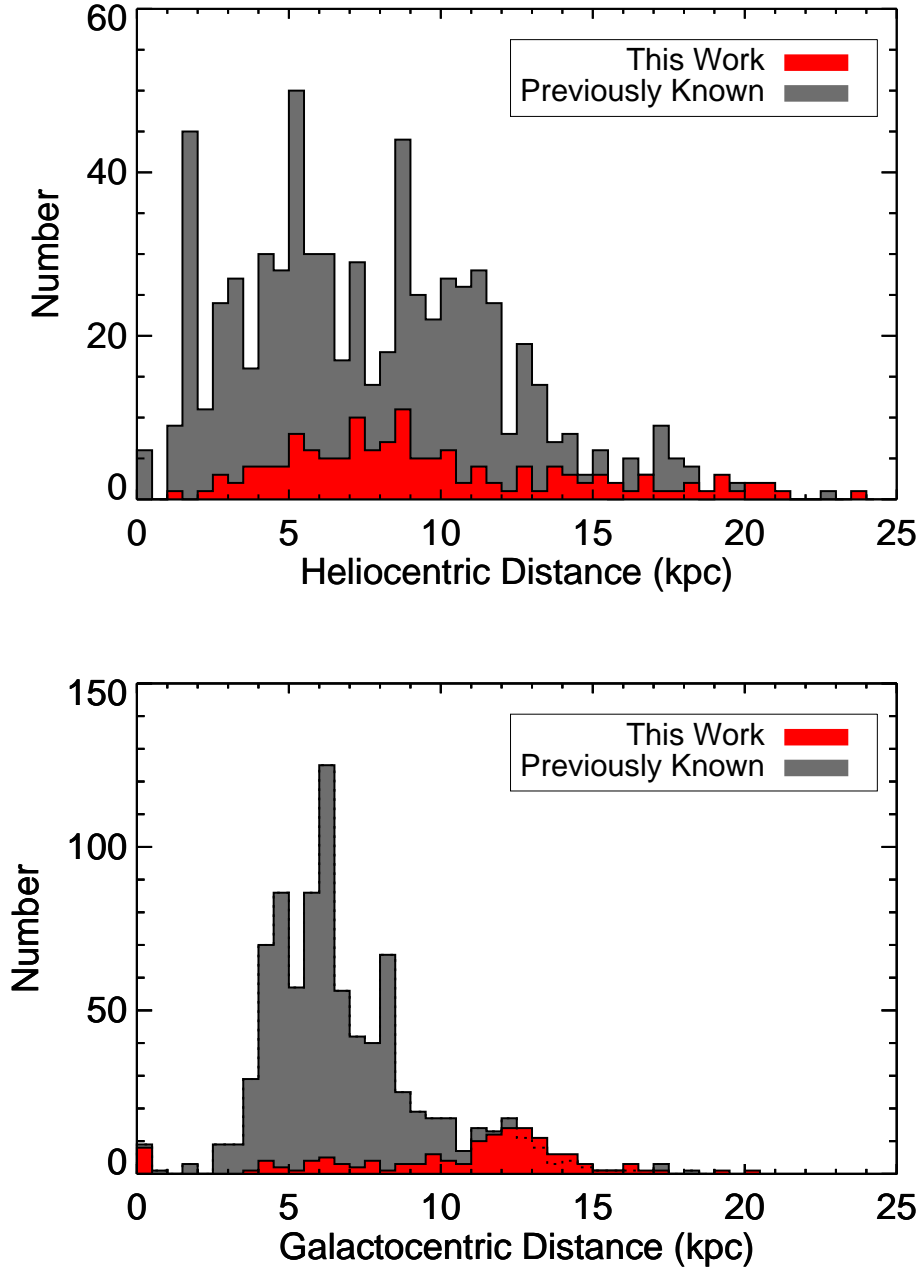 60
40
20
0
Number
This Work
Previously Known
0 5 10 15 20 25
Heliocentric Distance (kpc)
150
100
50
0
Number
This Work
Previously Known
0 5 10 15 20 25
Galactocentric Distance (kpc)